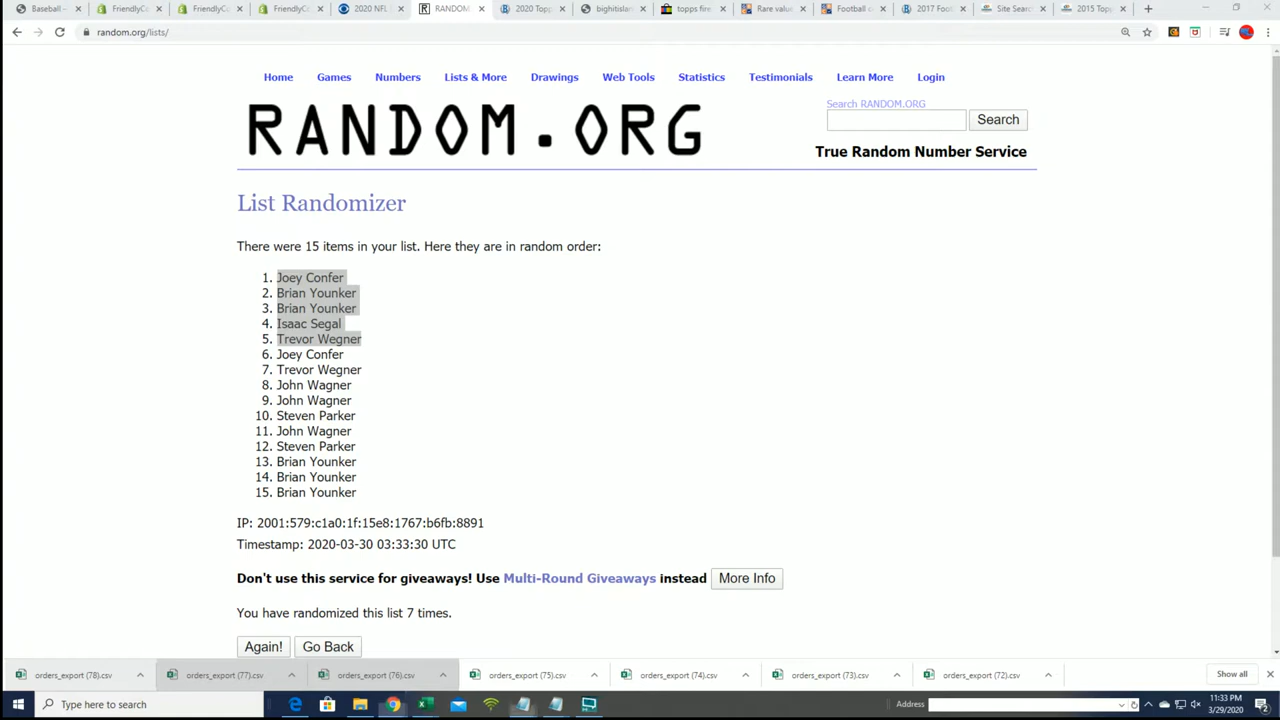 Baseball -
FriendlyCo
FriendlyCo
FriendlyCo
2020 NFL
RANDOM
2020 Topp
bighitislan
topps fire
Rare value
Football c
2017 Foot
Site Search
2015 Topp
random.org/lists/
Home Games Numbers Lists & More Drawings Web Tools Statistics Testimonials Learn More Login
RANDOM.ORG
Search RANDOM.ORG
Search
True Random Number Service
List Randomizer
There were 15 items in your list. Here they are in random order:
1. Joey Confer
2. Brian Younker
3. Brian Younker
4. Isaac Segal
5. Trevor Wegner
6. Joey Confer
7. Trevor Wegner
8. John Wagner
9. John Wagner
10. Steven Parker
11. John Wagner
12. Steven Parker
13. Brian Younker
14. Brian Younker
15. Brian Younker
IP: 2001:579:c1a0:1f:15e8:1767:b6fb:8891
Timestamp: 2020-03-30 03:33:30 UTC
Don't use this service for giveaways! Use Multi-Round Giveaways instead More Info
You have randomized this list 7 times.
Again! Go Back
orders_export (78).csv orders_export (77).csv orders_export (76).csv orders_export (75).csv orders_export (74).csv orders_export (73).csv orders_export (72).csv Show all
Type here to search
Address
11:33 PM
3/29/2020
2